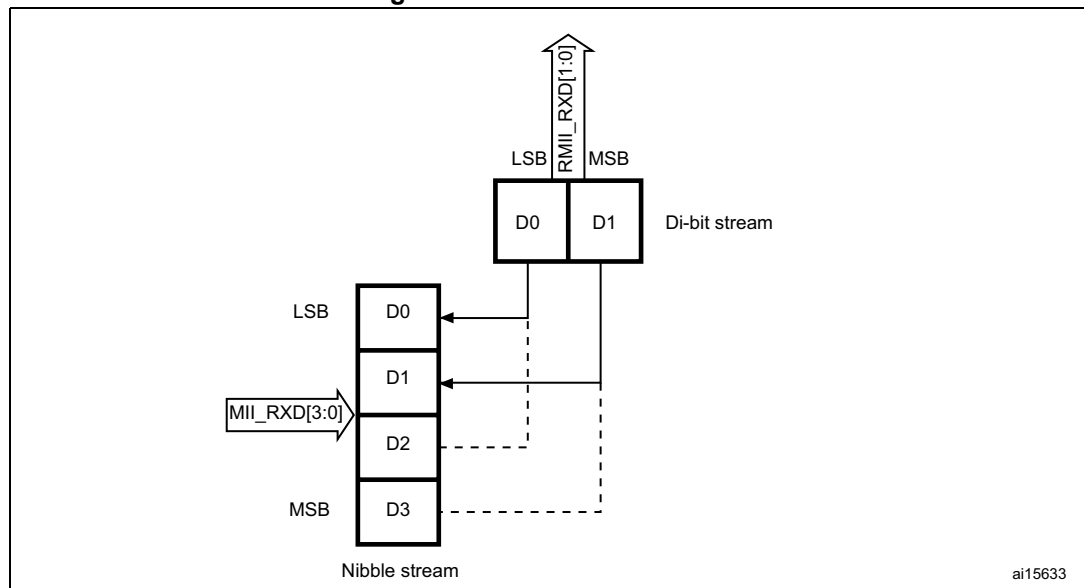 RMII_RXD[1:0]
LSB MSB
D0 D1 Di-bit stream
LSB D0
D1
MII_RXD[3:0]
D2
MSB D3
Nibble stream
ai15633